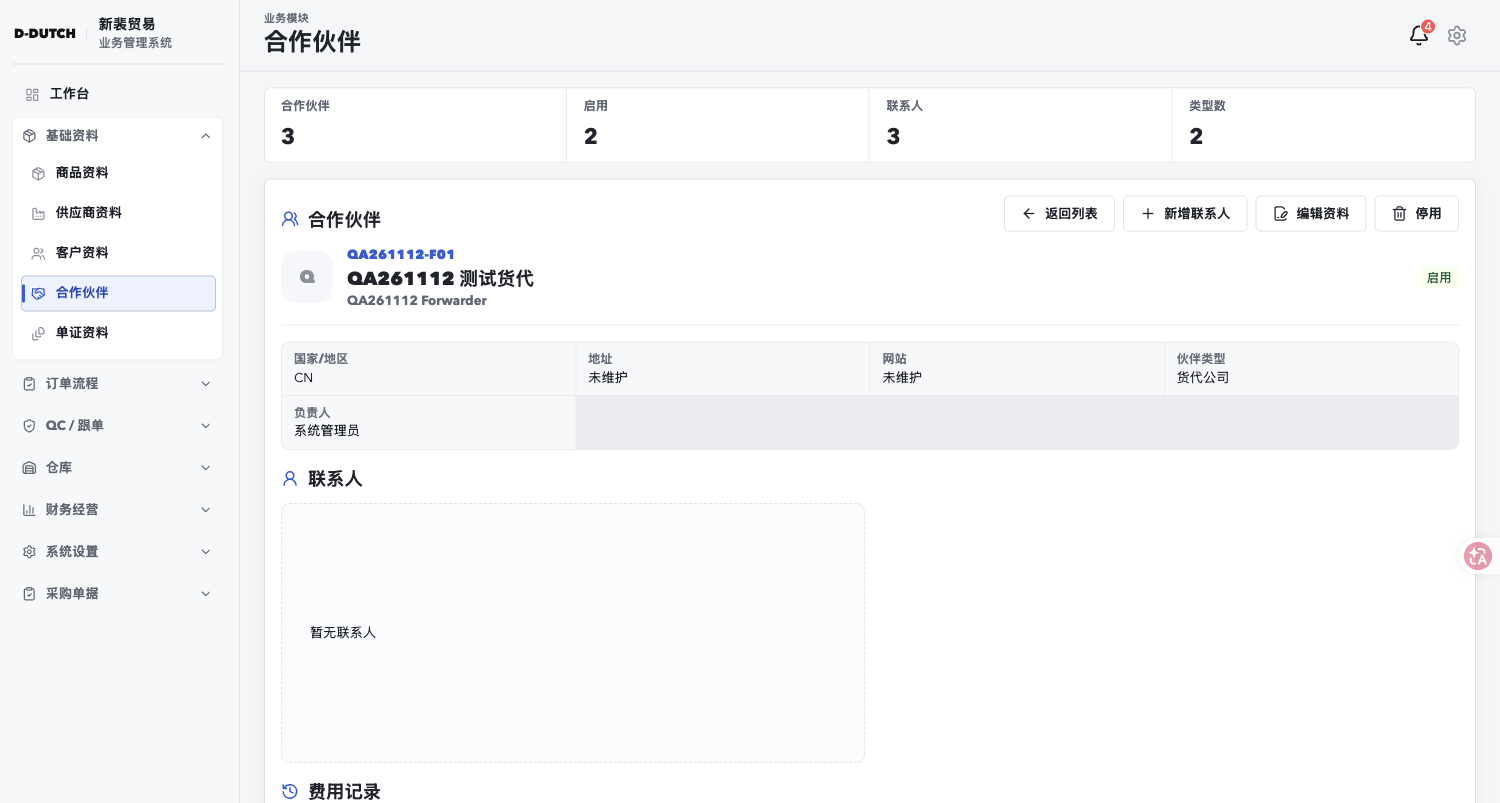 D-DUTCH
新裴贸易
业务管理系统
工作台
基础资料
商品资料
供应商资料
客户资料
合作伙伴
单证资料
订单流程
QC / 跟单
仓库
财务经营
系统设置
采购单据
业务模块
合作伙伴
4
合作伙伴
3
启用
2
联系人
3
类型数
2
合作伙伴
返回列表
新增联系人
编辑资料
停用
Q
QA261112-F01
QA261112 测试货代
QA261112 Forwarder
启用
国家/地区
CN
地址
未维护
网站
未维护
伙伴类型
货代公司
负责人
系统管理员
联系人
暂无联系人
费用记录